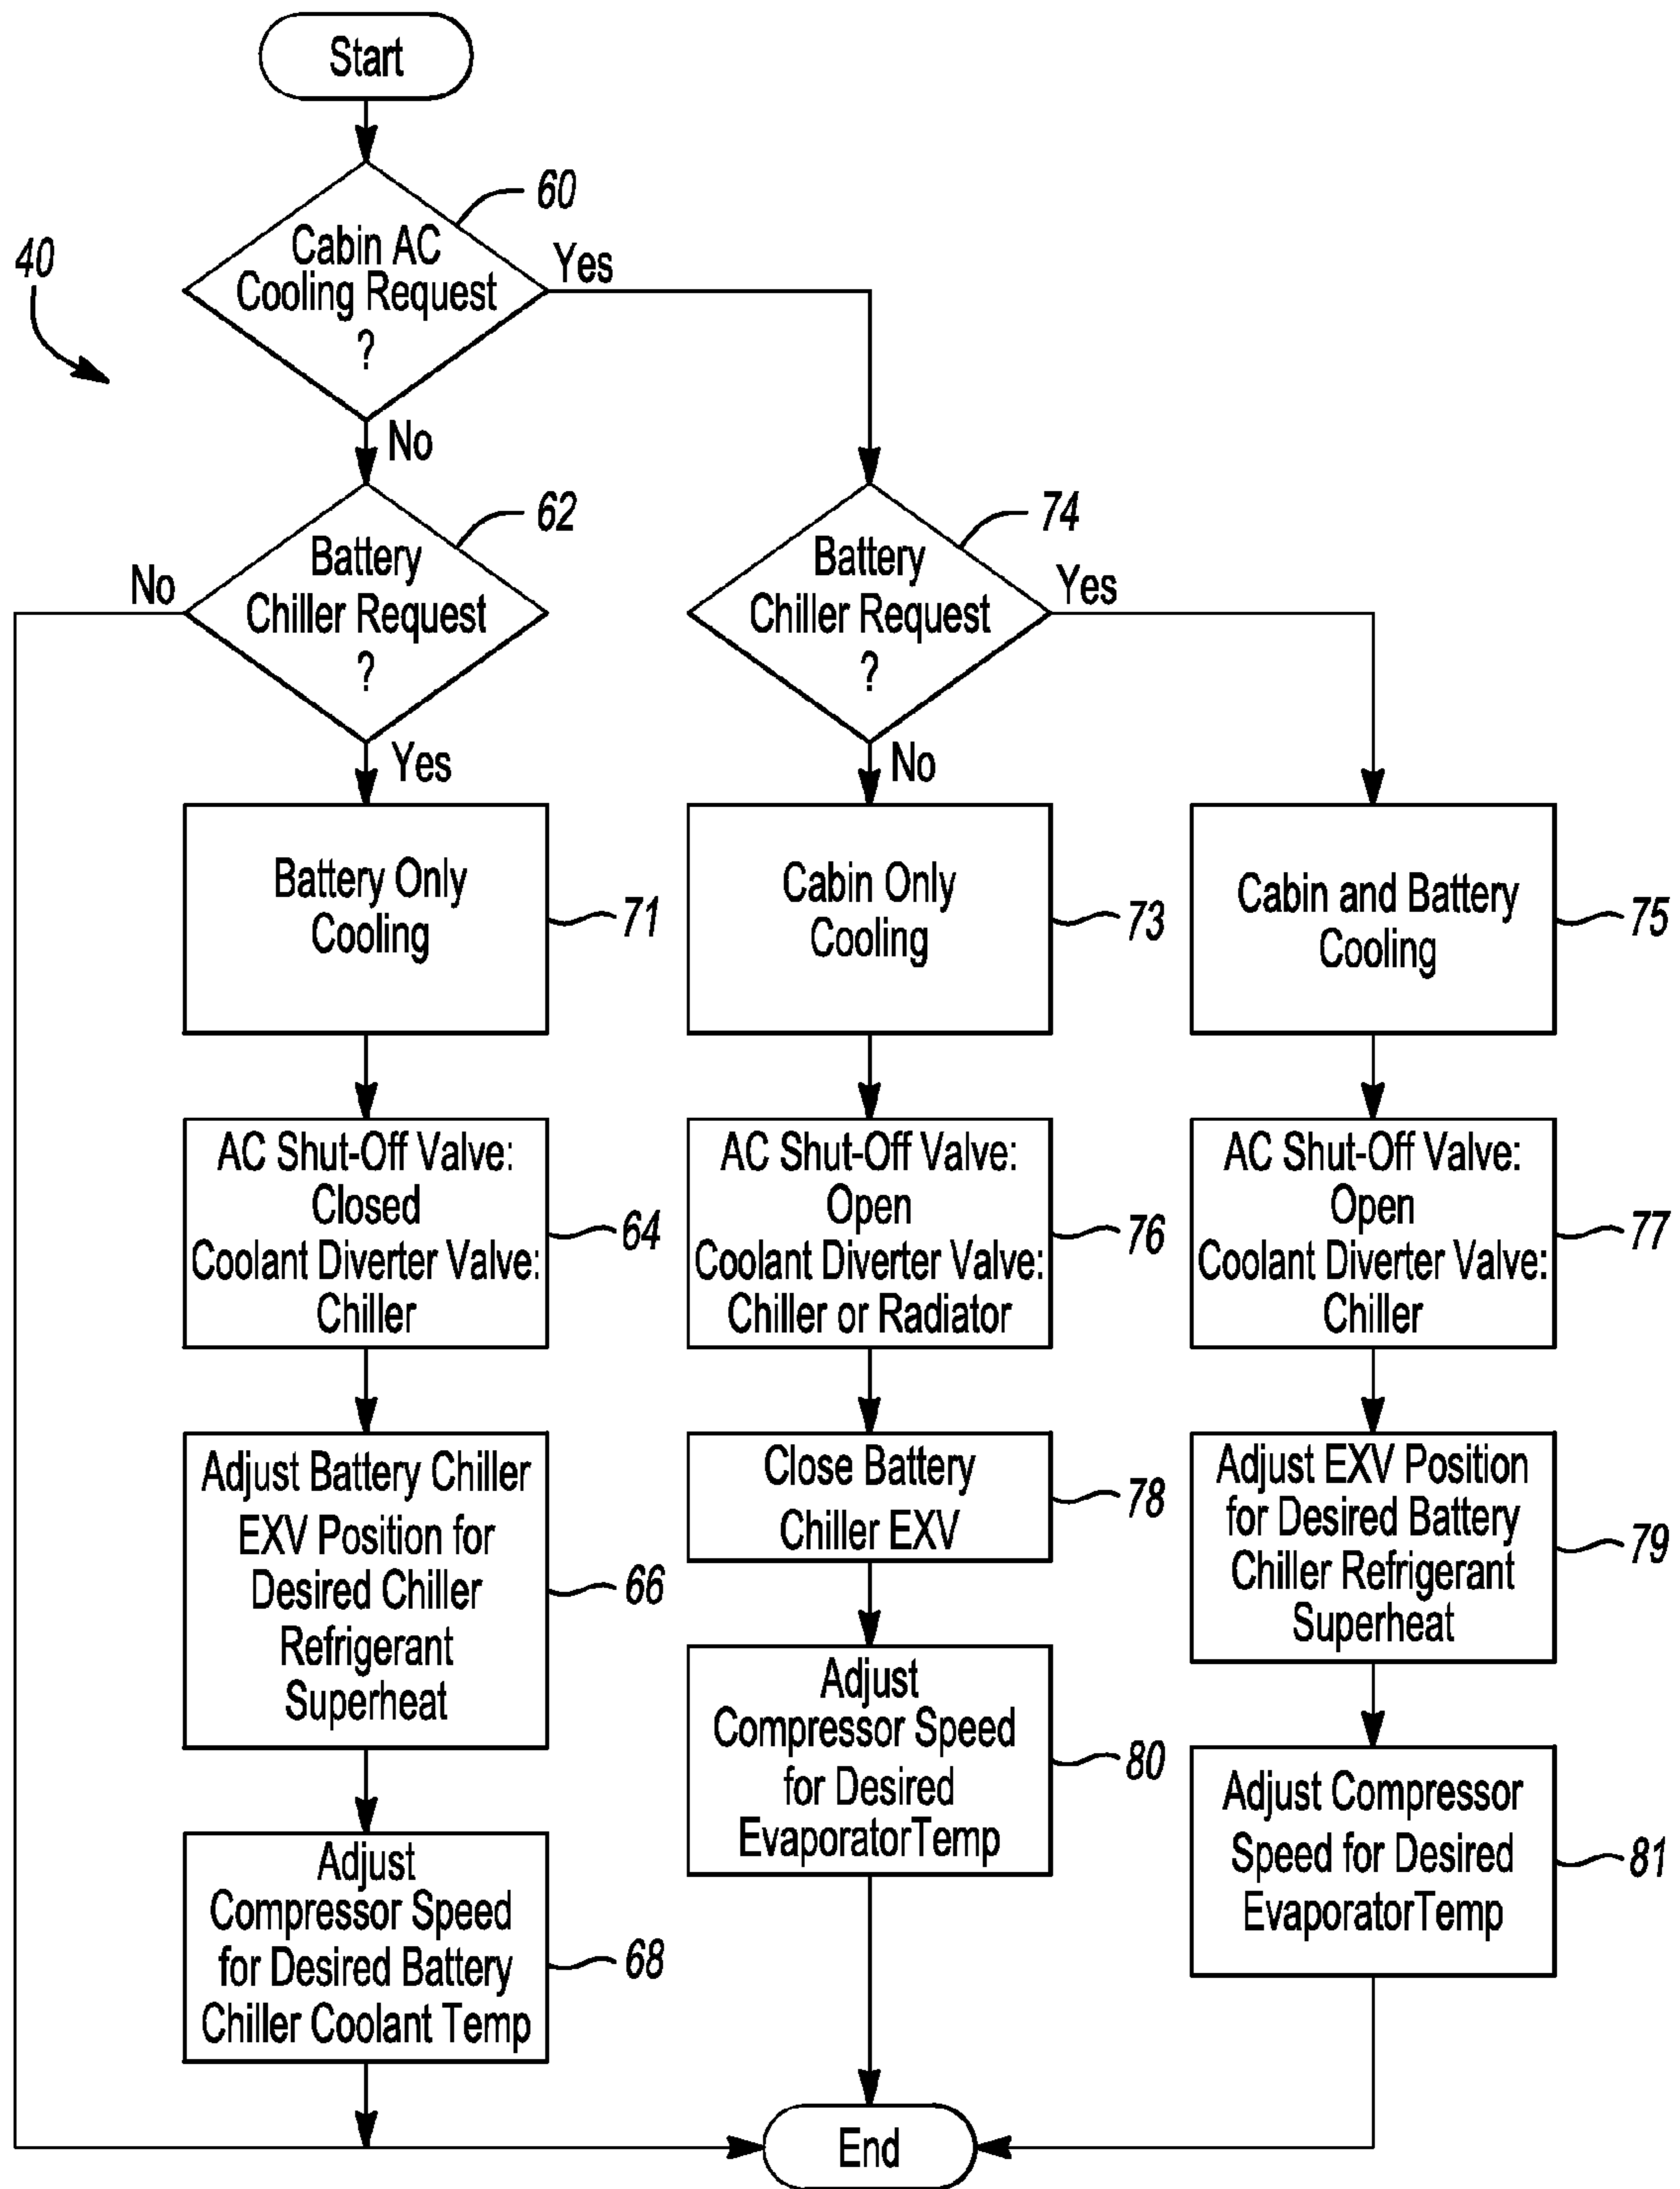 Start
60
Cabin AC
Cooling Request
?
Yes
40
No
62
Battery
Chiller Request
?
No
Yes
74
Battery
Chiller Request
?
Yes
No
Battery Only
Cooling
71
Cabin Only
Cooling
73
Cabin and Battery
Cooling
75
AC Shut-Off Valve:
Closed
Coolant Diverter Valve:
Chiller
64
AC Shut-Off Valve:
Open
Coolant Diverter Valve:
Chiller or Radiator
76
AC Shut-Off Valve:
Open
Coolant Diverter Valve:
Chiller
77
Adjust Battery Chiller
EXV Position for
Desired Chiller
Refrigerant
Superheat
66
Close Battery
Chiller EXV
78
Adjust EXV Position
for Desired Battery
Chiller Refrigerant
Superheat
79
Adjust
Compressor Speed
for Desired
EvaporatorTemp
80
Adjust Compressor
Speed for Desired
EvaporatorTemp
81
Adjust
Compressor Speed
for Desired Battery
Chiller Coolant Temp
68
End